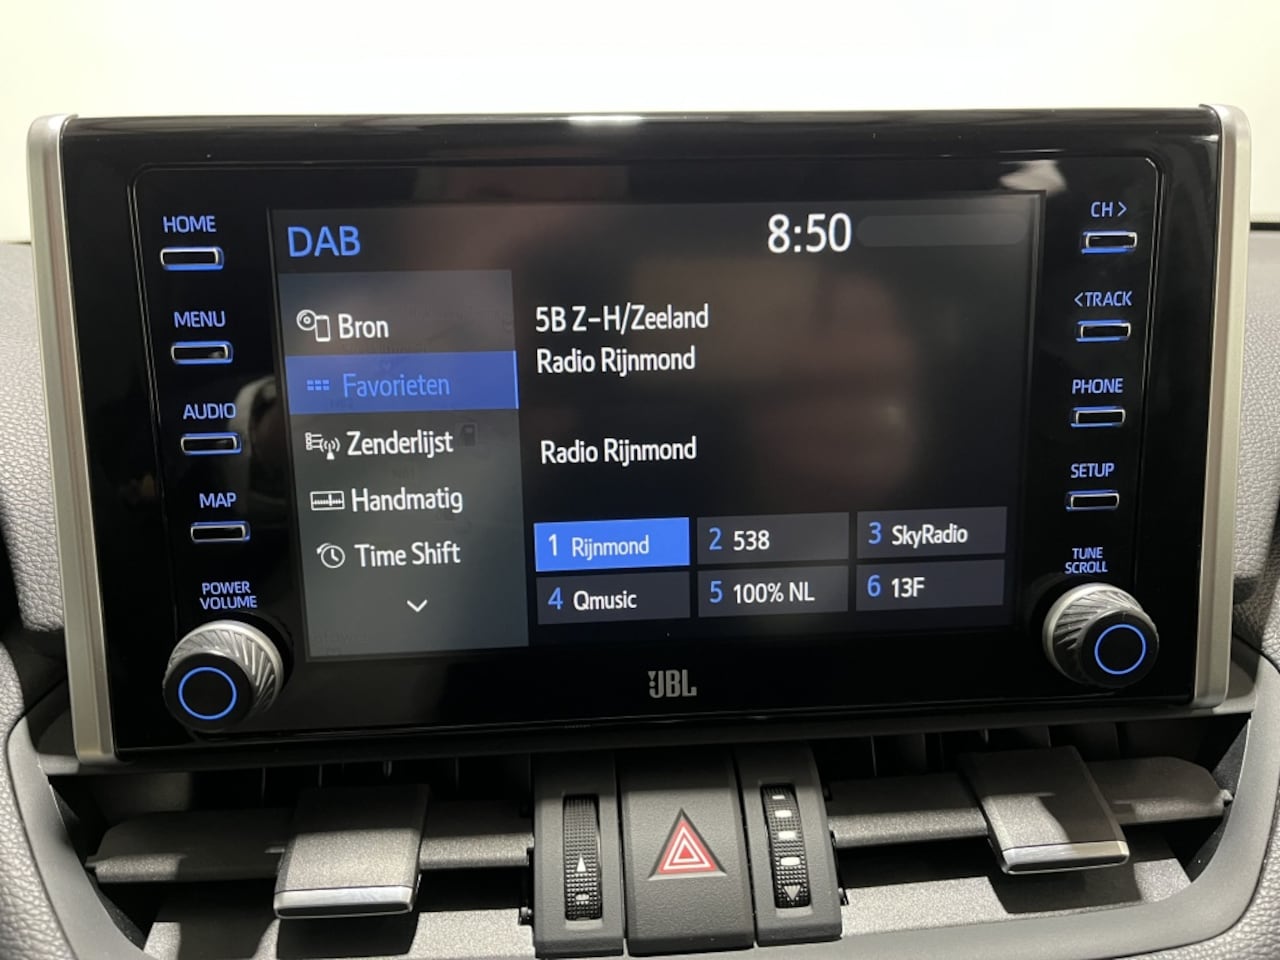 HOME
MENU
AUDIO
MAP
POWER
VOLUME
DAB
8:50
Bron
Favorieten
Zenderlijst
Handmatig
Time Shift
5B Z-H/Zeeland
Radio Rijnmond
Radio Rijnmond
1 Rijnmond
2 538
3 SkyRadio
4 Qmusic
5 100% NL
6 13F
CH >
< TRACK
PHONE
SETUP
TUNE
SCROLL
JBL